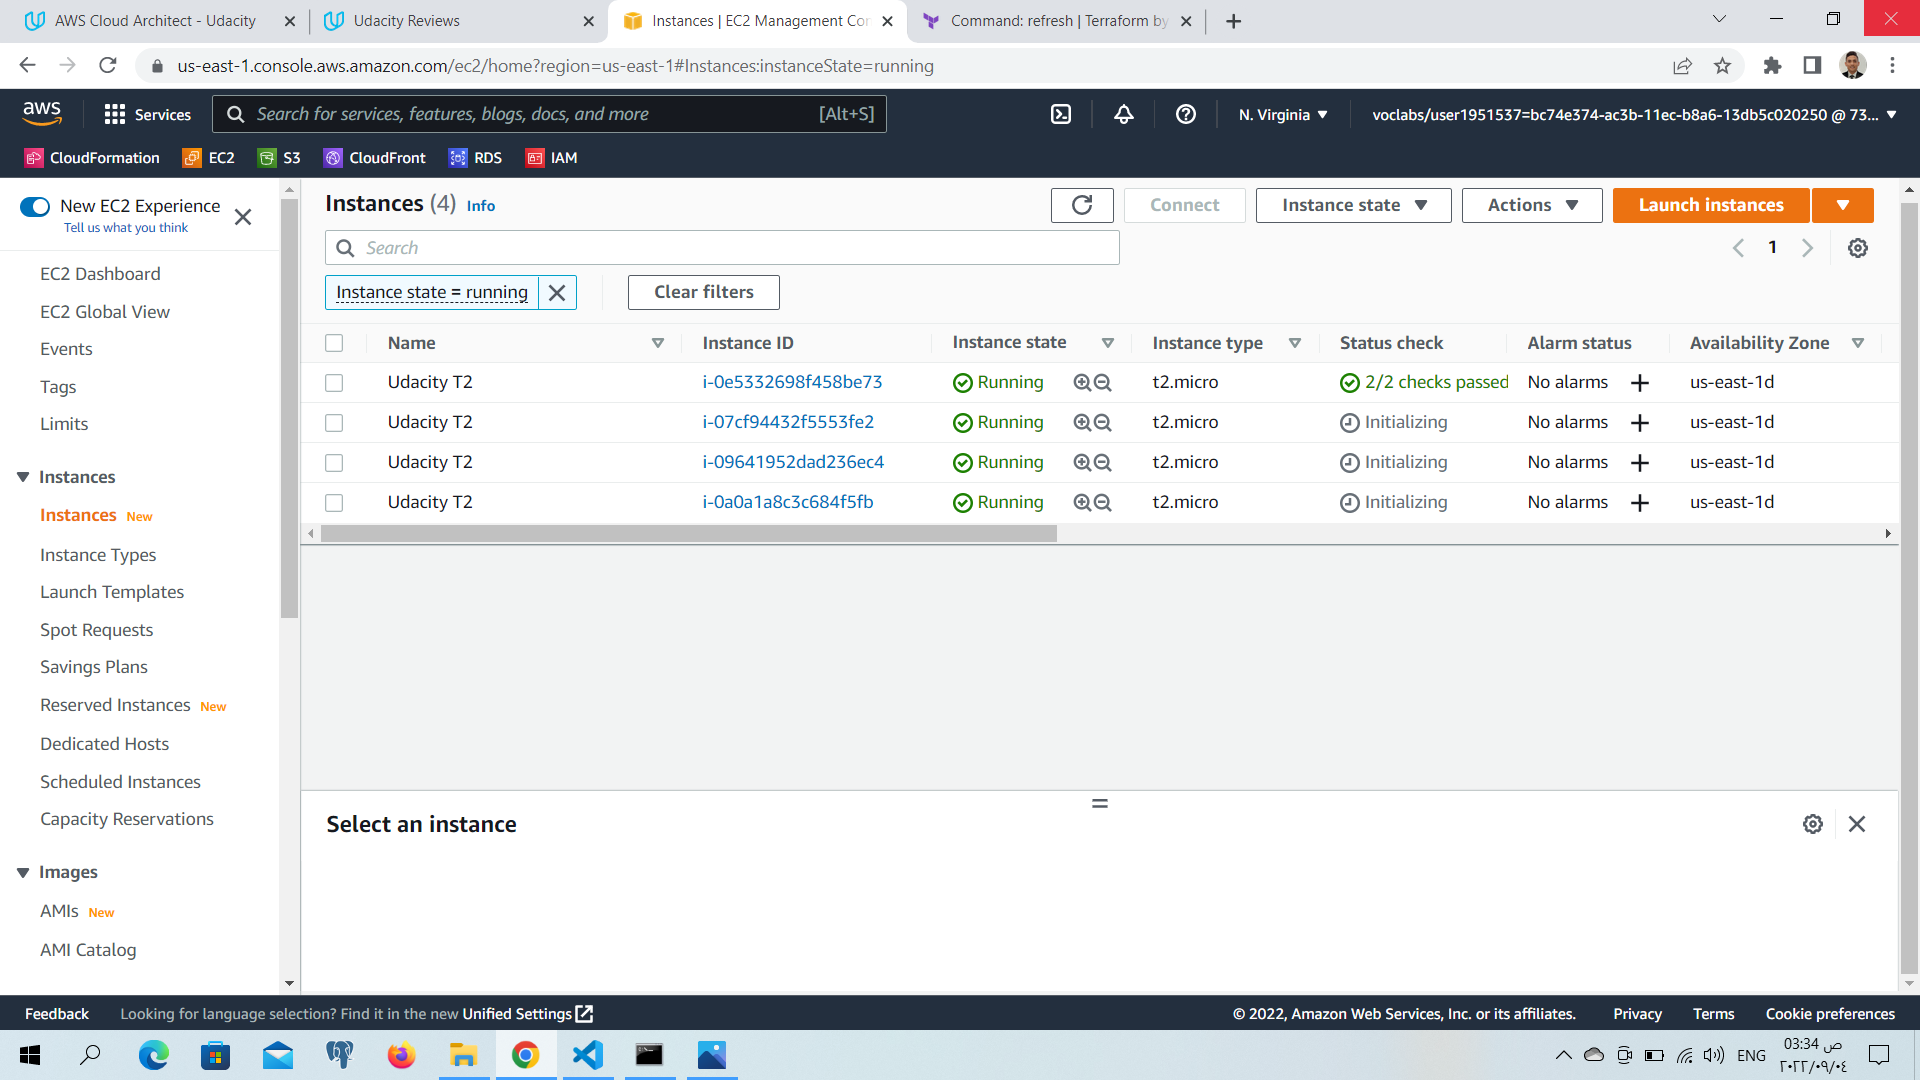 AWS Cloud Architect - Udacity
Udacity Reviews
Instances | EC2 Management Con
Command: refresh | Terraform by
us-east-1.console.aws.amazon.com/ec2/home?region=us-east-1#Instances:instanceState=running
aws
Services
Search for services, features, blogs, docs, and more
[Alt+S]
N. Virginia
voclabs/user1951537=bc74e374-ac3b-11ec-b8a6-13db5c020250 @ 73...
CloudFormation
EC2
S3
CloudFront
RDS
IAM
New EC2 Experience
Tell us what you think
EC2 Dashboard
EC2 Global View
Events
Tags
Limits
Instances
Instances New
Instance Types
Launch Templates
Spot Requests
Savings Plans
Reserved Instances New
Dedicated Hosts
Scheduled Instances
Capacity Reservations
Images
AMIs New
AMI Catalog
Instances (4) Info
Connect
Instance state
Actions
Launch instances
Search
1
Instance state = running
Clear filters
Name Instance ID Instance state Instance type Status check Alarm status Availability Zone
Udacity T2 i-0e5332698f458be73 Running t2.micro 2/2 checks passed No alarms + us-east-1d
Udacity T2 i-07cf94432f5553fe2 Running t2.micro Initializing No alarms + us-east-1d
Udacity T2 i-09641952dad236ec4 Running t2.micro Initializing No alarms + us-east-1d
Udacity T2 i-0a0a1a8c3c684f5fb Running t2.micro Initializing No alarms + us-east-1d
Select an instance
Feedback
Looking for language selection? Find it in the new Unified Settings
© 2022, Amazon Web Services, Inc. or its affiliates.
Privacy
Terms
Cookie preferences
ENG
03:34 ص
٢٠٢٢/٠٩/٠٤